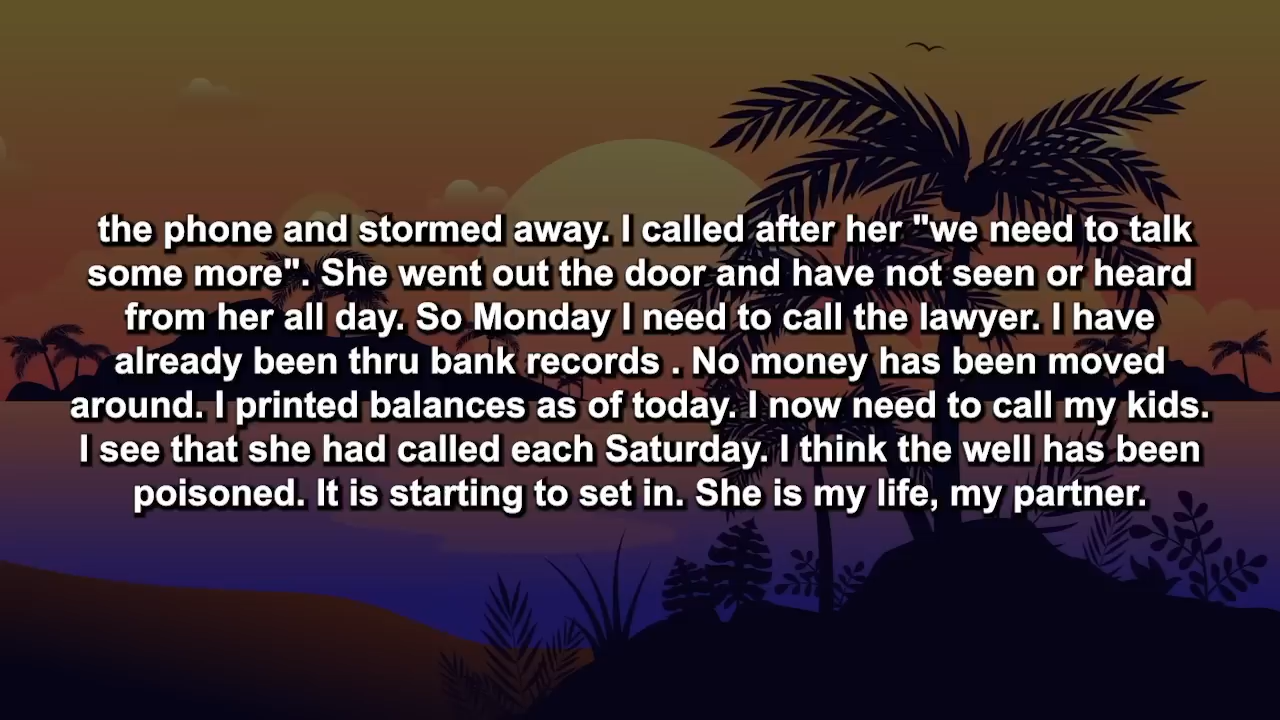 the phone and stormed away. I called after her "we need to talk
some more". She went out the door and have not seen or heard
from her all day. So Monday I need to call the lawyer. I have
already been thru bank records . No money has been moved
around. I printed balances as of today. I now need to call my kids.
I see that she had called each Saturday. I think the well has been
poisoned. It is starting to set in. She is my life, my partner.